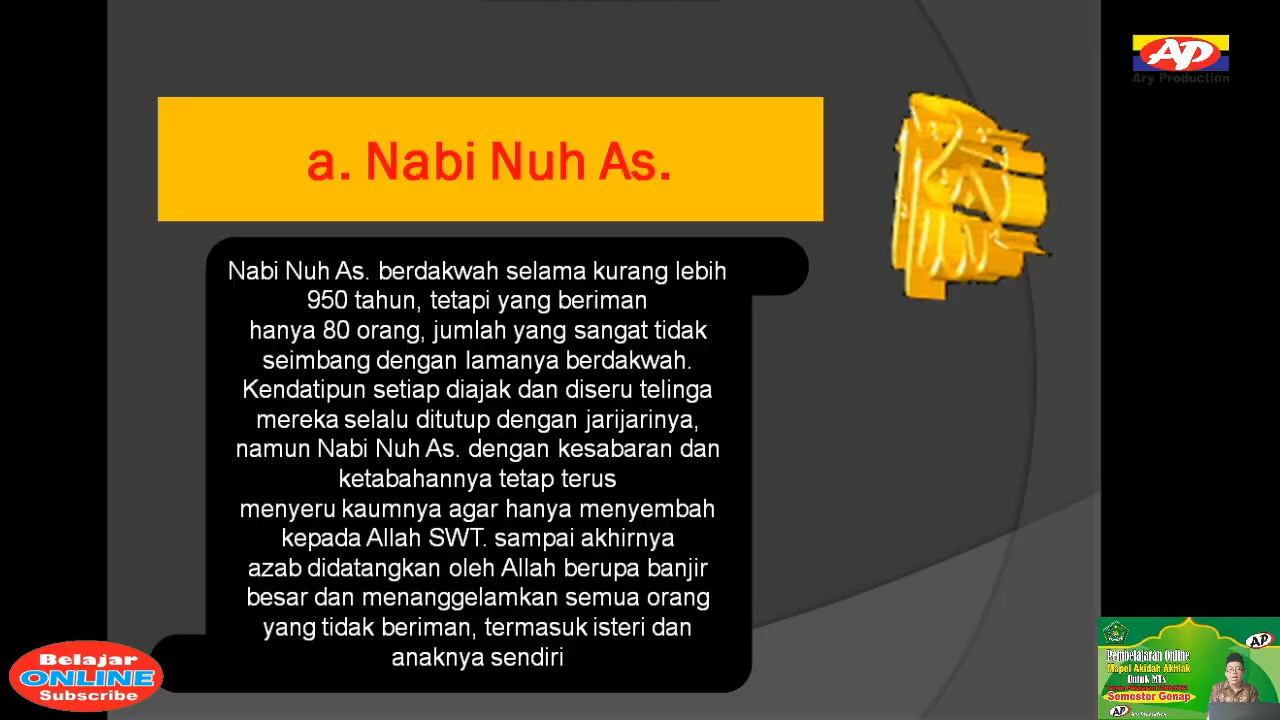 AP
Ary Production
a. Nabi Nuh As.
Nabi Nuh As. berdakwah selama kurang lebih
950 tahun, tetapi yang beriman
hanya 80 orang, jumlah yang sangat tidak
seimbang dengan lamanya berdakwah.
Kendatipun setiap diajak dan diseru telinga
mereka selalu ditutup dengan jarijarinya,
namun Nabi Nuh As. dengan kesabaran dan
ketabahannya tetap terus
menyeru kaumnya agar hanya menyembah
kepada Allah SWT. sampai akhirnya
azab didatangkan oleh Allah berupa banjir
besar dan menanggelamkan semua orang
yang tidak beriman, termasuk isteri dan
anaknya sendiri
Belajar
ONLINE
Subscribe
AP
Pembelajaran Online
Mapel Akidah Akhlak
Untuk MTs
Semester Genap
AP Ary Production